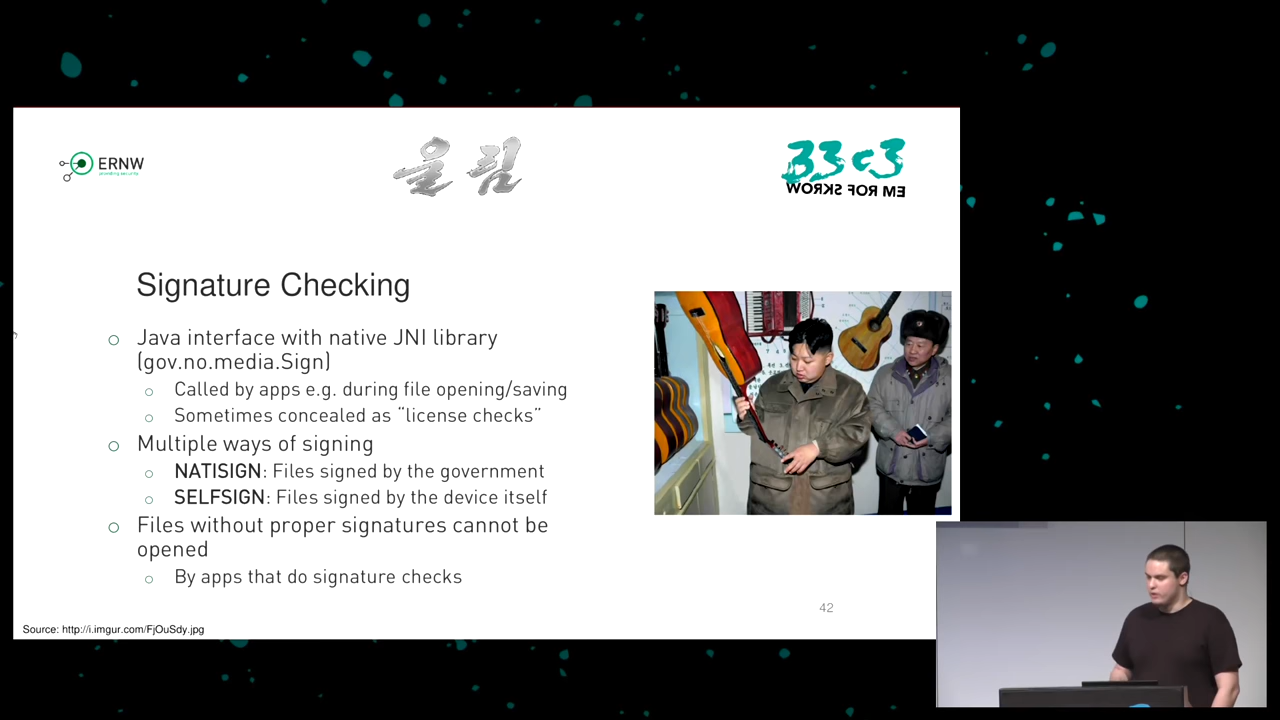 ERNW
providing security.
울림
33c3
WORKS FOR ME
Signature Checking
Java interface with native JNI library
(gov.no.media.Sign)
Called by apps e.g. during file opening/saving
Sometimes concealed as “license checks”
Multiple ways of signing
NATISIGN: Files signed by the government
SELFSIGN: Files signed by the device itself
Files without proper signatures cannot be
opened
By apps that do signature checks
42
Source: http://i.imgur.com/FjOuSdy.jpg